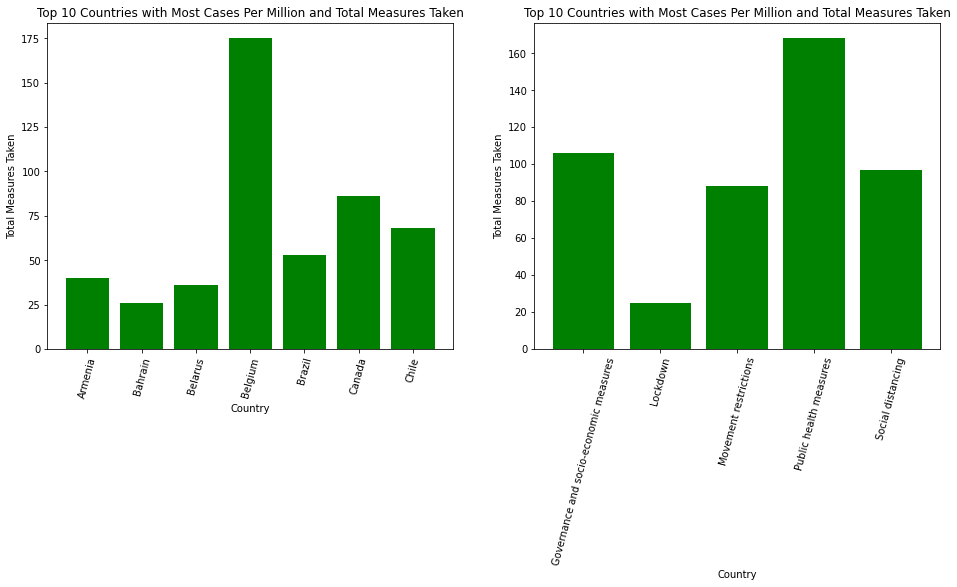 Top 10 Countries with Most Cases Per Million and Total Measures Taken
175
150
125
100
75
50
25
0
Total Measures Taken
Armenia
Bahrain
Belarus
Belgium
Brazil
Canada
Chile
Country
Top 10 Countries with Most Cases Per Million and Total Measures Taken
160
140
120
100
80
60
40
20
0
Total Measures Taken
Governance and socio-economic measures
Lockdown
Movement restrictions
Public health measures
Social distancing
Country